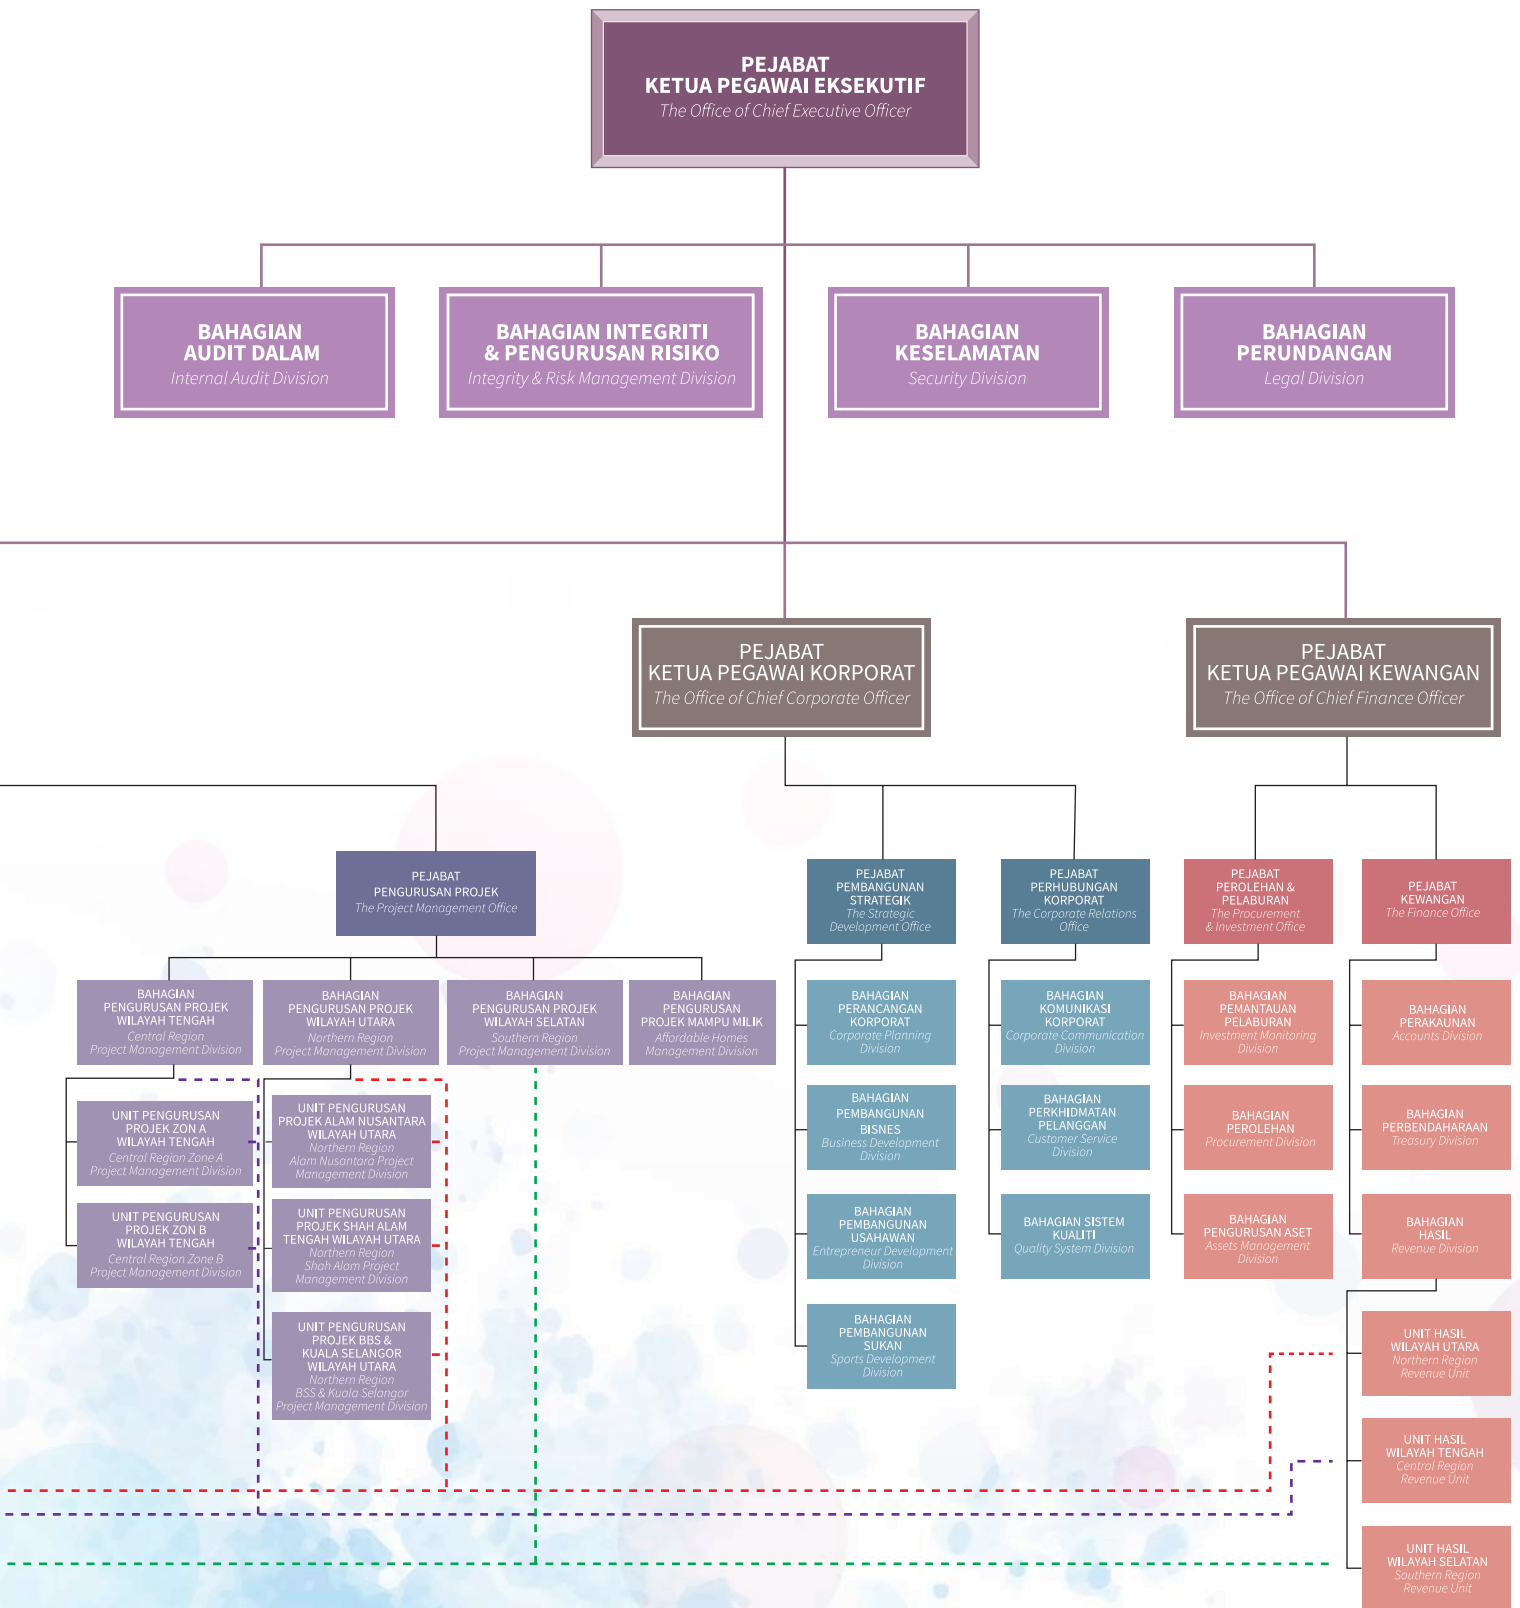 PEJABAT
KETUA PEGAWAI EKSEKUTIF
The Office of Chief Executive Officer
BAHAGIAN
AUDIT DALAM
Internal Audit Division
BAHAGIAN INTEGRITI
& PENGURUSAN RISIKO
Integrity & Risk Management Division
BAHAGIAN
KESELAMATAN
Security Division
BAHAGIAN
PERUNDANGAN
Legal Division
PEJABAT
KETUA PEGAWAI KORPORAT
The Office of Chief Corporate Officer
PEJABAT
KETUA PEGAWAI KEWANGAN
The Office of Chief Finance Officer
PEJABAT
PENGURUSAN PROJEK
The Project Management Office
PEJABAT
PEMBANGUNAN
STRATEGIK
The Strategic
Development Office
PEJABAT
PERHUBUNGAN
KORPORAT
The Corporate Relations
Office
PEJABAT
PEROLEHAN &
PELABURAN
The Procurement
& Investment Office
PEJABAT
KEWANGAN
The Finance Office
BAHAGIAN
PENGURUSAN PROJEK
WILAYAH TENGAH
Central Region
Project Management Division
BAHAGIAN
PENGURUSAN PROJEK
WILAYAH UTARA
Northern Region
Project Management Division
BAHAGIAN
PENGURUSAN PROJEK
WILAYAH SELATAN
Southern Region
Project Management Division
BAHAGIAN
PENGURUSAN
PROJEK MAMPU MILIK
Affordable Homes
Management Division
BAHAGIAN
PERANCANGAN
KORPORAT
Corporate Planning
Division
BAHAGIAN
KOMUNIKASI
KORPORAT
Corporate Communication
Division
BAHAGIAN
PEMANTAUAN
PELABURAN
Investment Monitoring
Division
BAHAGIAN
PERAKAUNAN
Accounts Division
UNIT PENGURUSAN
PROJEK ZON A
WILAYAH TENGAH
Central Region Zone A
Project Management Division
UNIT PENGURUSAN
PROJEK ALAM NUSANTARA
WILAYAH UTARA
Northern Region
Alam Nusantara Project
Management Division
BAHAGIAN
PEMBANGUNAN
BISNES
Business Development
Division
BAHAGIAN
PERKHIDMATAN
PELANGGAN
Customer Service
Division
BAHAGIAN
PEROLEHAN
Procurement Division
BAHAGIAN
PERBENDAHARAAN
Treasury Division
UNIT PENGURUSAN
PROJEK ZON B
WILAYAH TENGAH
Central Region Zone B
Project Management Division
UNIT PENGURUSAN
PROJEK SHAH ALAM
TENGAH WILAYAH UTARA
Northern Region
Shah Alam Project
Management Division
BAHAGIAN
PEMBANGUNAN
USAHAWAN
Entrepreneur Development
Division
BAHAGIAN SISTEM
KUALITI
Quality System Division
BAHAGIAN
PENGURUSAN ASET
Assets Management
Division
BAHAGIAN
HASIL
Revenue Division
UNIT PENGURUSAN
PROJEK BBS &
KUALA SELANGOR
WILAYAH UTARA
Northern Region
BSS & Kuala Selangor
Project Management Division
BAHAGIAN
PEMBANGUNAN
SUKAN
Sports Development
Division
UNIT HASIL
WILAYAH UTARA
Northern Region
Revenue Unit
UNIT HASIL
WILAYAH TENGAH
Central Region
Revenue Unit
UNIT HASIL
WILAYAH SELATAN
Southern Region
Revenue Unit